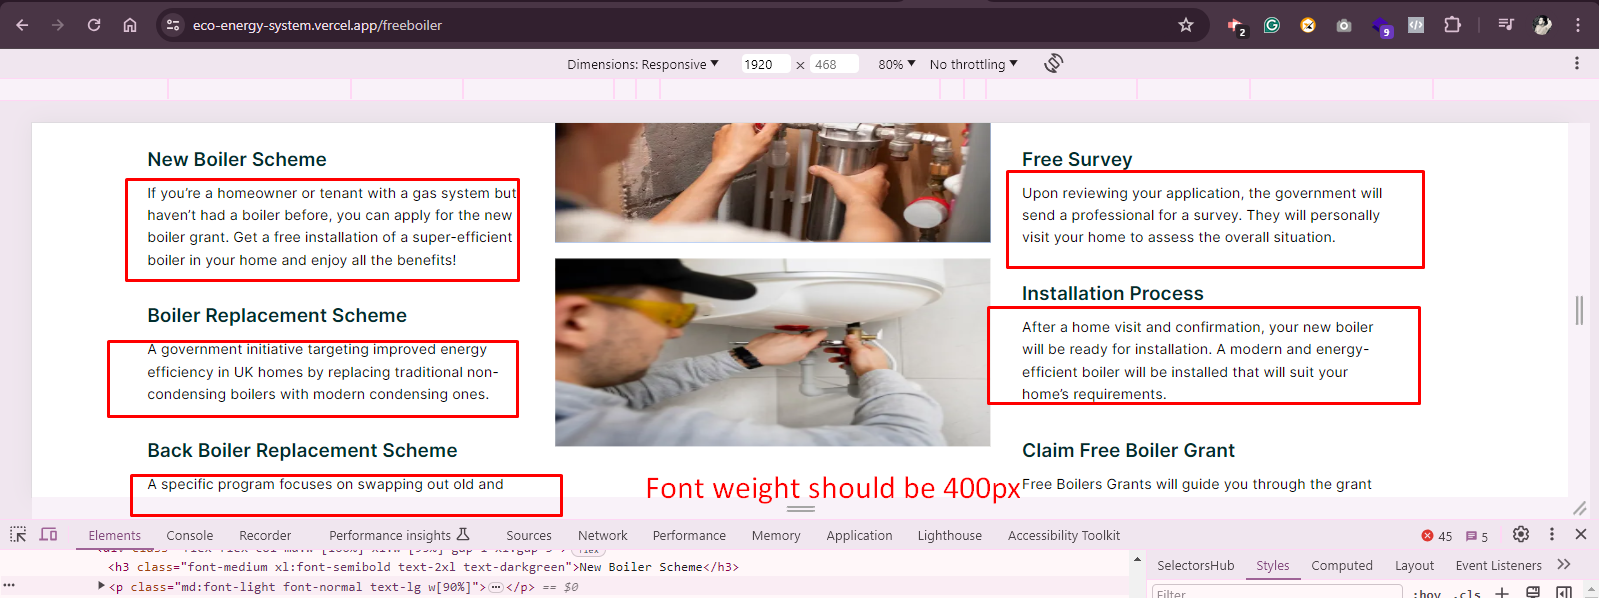 eco-energy-system.vercel.app/freeboiler
2
9
Dimensions: Responsive 1920 × 468 80% No throttling
New Boiler Scheme
If you’re a homeowner or tenant with a gas system but
haven’t had a boiler before, you can apply for the new
boiler grant. Get a free installation of a super-efficient
boiler in your home and enjoy all the benefits!
Boiler Replacement Scheme
A government initiative targeting improved energy
efficiency in UK homes by replacing traditional non-
condensing boilers with modern condensing ones.
Back Boiler Replacement Scheme
A specific program focuses on swapping out old and
Free Survey
Upon reviewing your application, the government will
send a professional for a survey. They will personally
visit your home to assess the overall situation.
Installation Process
After a home visit and confirmation, your new boiler
will be ready for installation. A modern and energy-
efficient boiler will be installed that will suit your
home’s requirements.
Claim Free Boiler Grant
Free Boilers Grants will guide you through the grant
Font weight should be 400px
Elements Console Recorder Performance insights Sources Network Performance Memory Application Lighthouse Accessibility Toolkit 45 5
<h3 class="font-medium xl:font-semibold text-2xl text-darkgreen">New Boiler Scheme</h3>
<p class="md:font-light font-normal text-lg w[90%]">…</p> == $0
SelectorsHub Styles Computed Layout Event Listeners
Filter :hov .cls